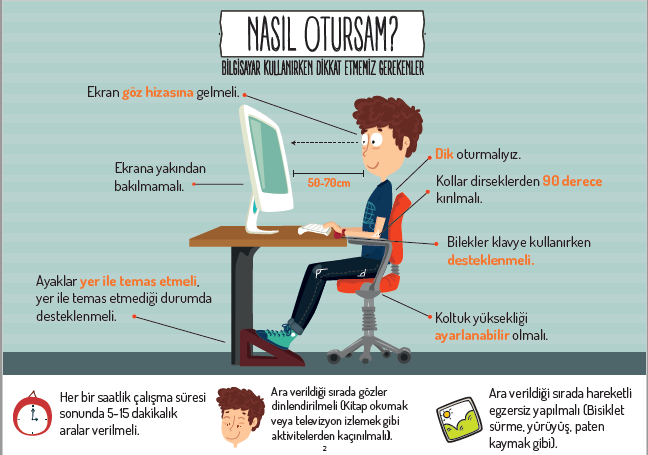 NASIL OTURSAM?
BİLGİSAYAR KULLANIRKEN DİKKAT ETMEMİZ GEREKENLER
Ekran göz hizasına gelmeli.
Dik oturmalıyız.
Ekrana yakından
bakılmamalı.
50-70cm
Kollar dirseklerden 90 derece
kırılmalı.
Bilekler klavye kullanırken
desteklenmeli.
Ayaklar yer ile temas etmeli,
yer ile temas etmediği durumda
desteklenmeli.
Koltuk yüksekliği
ayarlanabilir olmalı.
Her bir saatlik çalışma süresi
sonunda 5-15 dakikalık
aralar verilmeli.
Ara verildiği sırada gözler
dinlendirilmeli (Kitap okumak
veya televizyon izlemek gibi
aktivitelerden kaçınılmalı).
Ara verildiği sırada hareketli
egzersiz yapılmalı (Bisiklet
sürme, yürüyüş, paten
kaymak gibi).
2